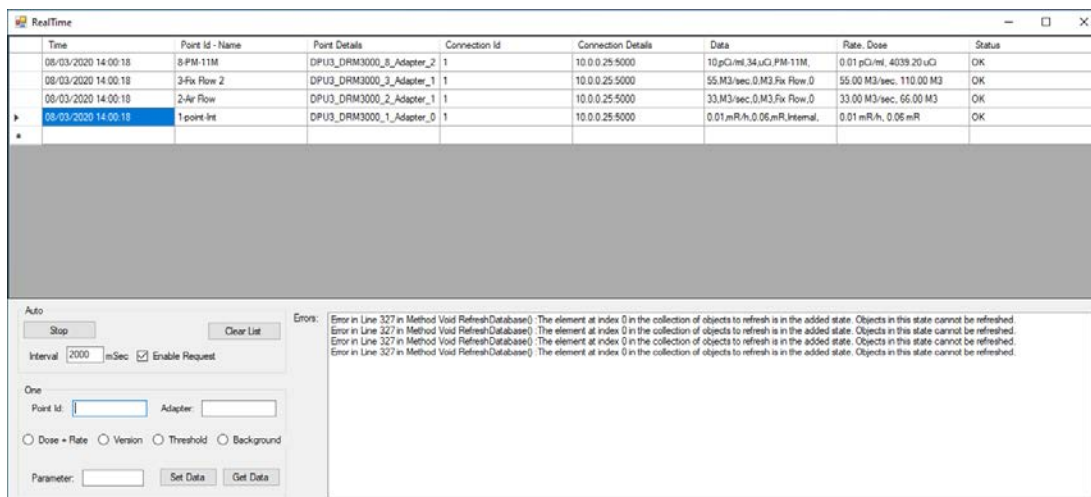 RealTime
Time Point Id - Name Point Details Connection Id Connection Details Data Rate, Dose Status
08/03/2020 14:00:18 8-PM-11M DPU3_DRM3000_8_Adapter_2 1 10.0.0.25:5000 10,pCi/ml,34,uCi,PM-11M, 0.01 pCi/ml, 4039.20 uCi OK
08/03/2020 14:00:18 3-Fix Row 2 DPU3_DRM3000_3_Adapter_1 1 10.0.0.25:5000 55,M3/sec,0,M3,Fix Row,0 55.00 M3/sec, 110.00 M3 OK
08/03/2020 14:00:18 2-Air Flow DPU3_DRM3000_2_Adapter_1 1 10.0.0.25:5000 33,M3/sec,0,M3,Fix Row,0 33.00 M3/sec, 66.00 M3 OK
08/03/2020 14:00:18 1-point-Int DPU3_DRM3000_1_Adapter_0 1 10.0.0.25:5000 0.01,mR/h,0.06,mR,Internal, 0.01 mR/h, 0.06 mR OK
Auto
Stop Clear List
Interval 2000 mSec Enable Request
Errors:
Error in Line 327 in Method Void RefreshDatabase() :The element at index 0 in the collection of objects to refresh is in the added state. Objects in this state cannot be refreshed.
Error in Line 327 in Method Void RefreshDatabase() :The element at index 0 in the collection of objects to refresh is in the added state. Objects in this state cannot be refreshed.
Error in Line 327 in Method Void RefreshDatabase() :The element at index 0 in the collection of objects to refresh is in the added state. Objects in this state cannot be refreshed.
Error in Line 327 in Method Void RefreshDatabase() :The element at index 0 in the collection of objects to refresh is in the added state. Objects in this state cannot be refreshed.
One
Point Id: Adapter:
Dose + Rate Version Threshold Background
Parameter: Set Data Get Data